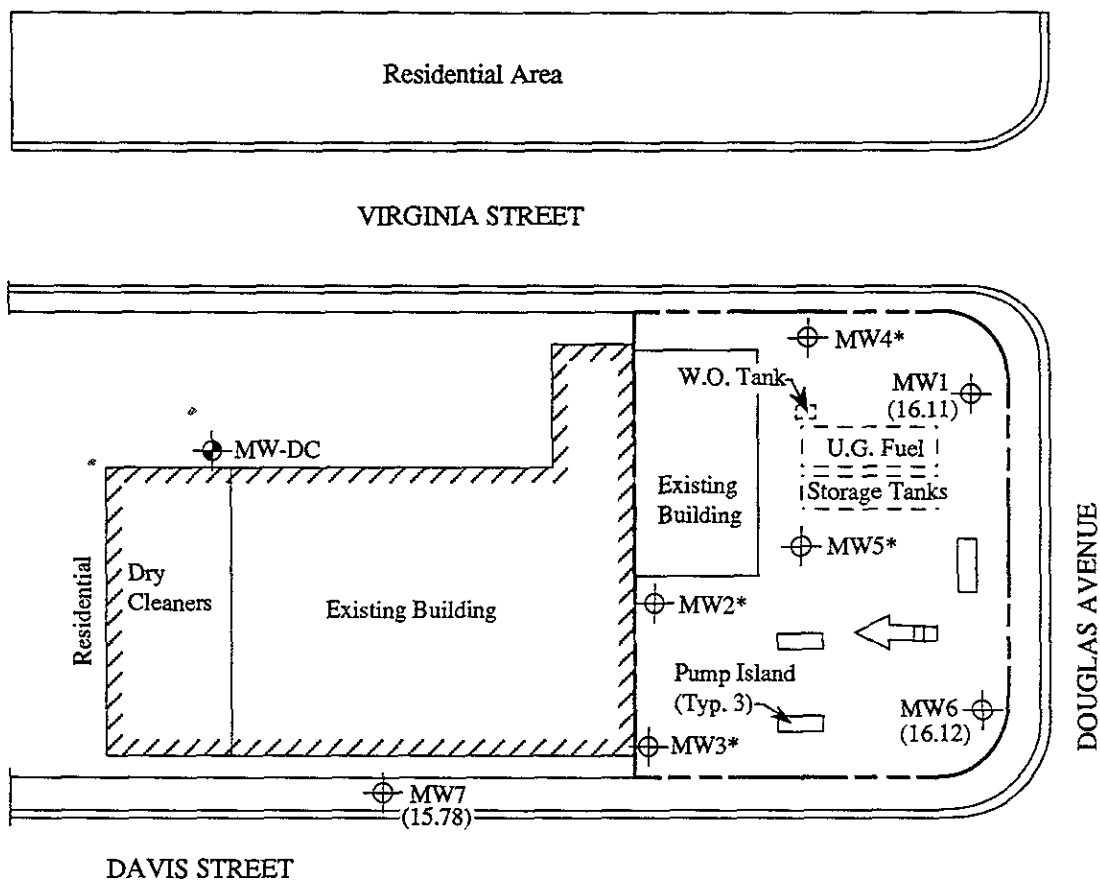 Residential Area
VIRGINIA STREET
MW4*
W.O. Tank
MW1
(16.11)
U.G. Fuel
Storage Tanks
MW-DC
Existing
Building
MW5*
Residential
Dry
Cleaners
Existing Building
MW2*
DOUGLAS AVENUE
Pump Island
(Typ. 3)
MW6
(16.12)
MW3*
MW7
(15.78)
DAVIS STREET